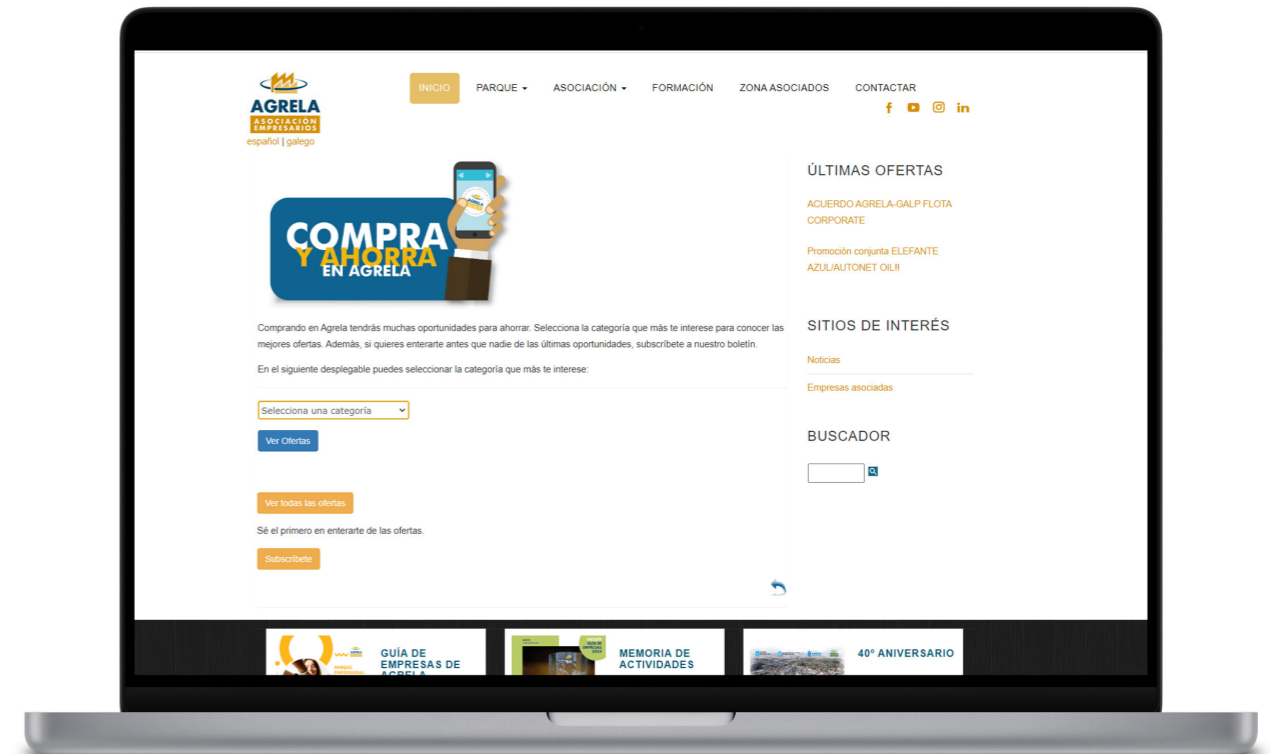 AGRELA
ASOCIACIÓN
EMPRESARIOS
español | galego
INICIO
PARQUE
ASOCIACIÓN
FORMACIÓN
ZONA ASOCIADOS
CONTACTAR
COMPRA
Y AHORRA
EN AGRELA
Comprando en Agrela tendrás muchas oportunidades para ahorrar. Selecciona la categoría que más te interese para conocer las
mejores ofertas. Además, si quieres enterarte antes que nadie de las últimas oportunidades, subscríbete a nuestro boletín.
En el siguiente desplegable puedes seleccionar la categoría que más te interese:
Selecciona una categoría
Ver Ofertas
Ver todas las ofertas
Sé el primero en enterarte de las ofertas.
Subscríbete
ÚLTIMAS OFERTAS
ACUERDO AGRELA-GALP FLOTA
CORPORATE
Promoción conjunta ELEFANTE
AZUL/AUTONET OIL!!
SITIOS DE INTERÉS
Noticias
Empresas asociadas
BUSCADOR
GUÍA DE
EMPRESAS DE
AGRELA
MEMORIA DE
ACTIVIDADES
40º ANIVERSARIO